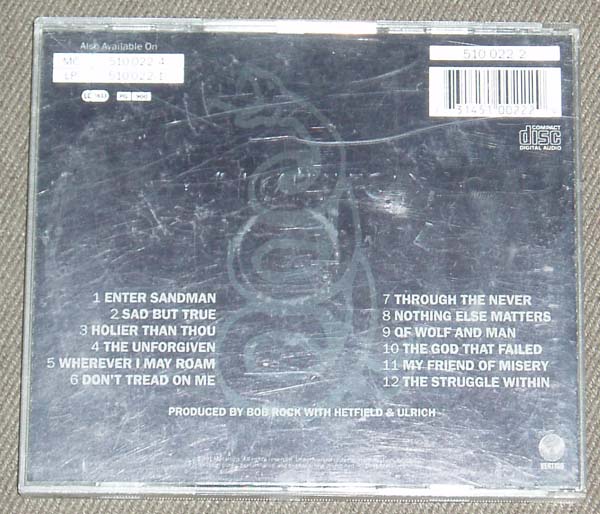 Also Available On
MC 510 022 4
LP 510 022 1
510 022 2
COMPACT
disc
DIGITAL AUDIO
1 ENTER SANDMAN
2 SAD BUT TRUE
3 HOLIER THAN THOU
4 THE UNFORGIVEN
5 WHEREVER I MAY ROAM
6 DON'T TREAD ON ME
7 THROUGH THE NEVER
8 NOTHING ELSE MATTERS
9 OF WOLF AND MAN
10 THE GOD THAT FAILED
11 MY FRIEND OF MISERY
12 THE STRUGGLE WITHIN
PRODUCED BY BOB ROCK WITH HETFIELD & ULRICH
VERTIGO